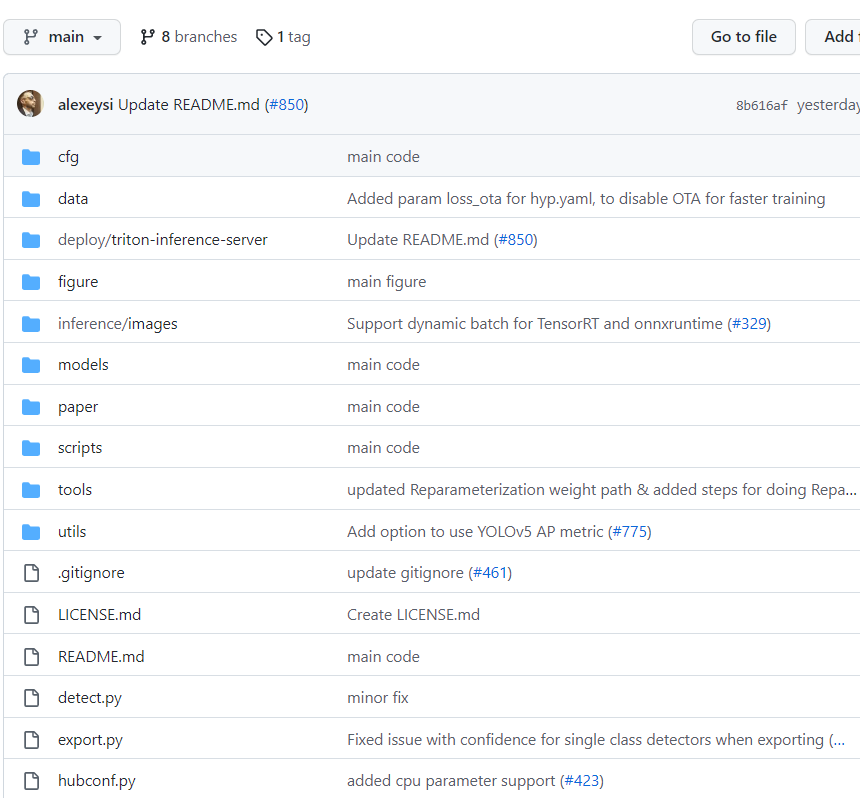 main 8 branches 1 tag Go to file Add
alexeysi Update README.md (#850) 8b616af yesterday
cfg main code
data Added param loss_ota for hyp.yaml, to disable OTA for faster training
deploy/triton-inference-server Update README.md (#850)
figure main figure
inference/images Support dynamic batch for TensorRT and onnxruntime (#329)
models main code
paper main code
scripts main code
tools updated Reparameterization weight path & added steps for doing Repa...
utils Add option to use YOLOv5 AP metric (#775)
.gitignore update gitignore (#461)
LICENSE.md Create LICENSE.md
README.md main code
detect.py minor fix
export.py Fixed issue with confidence for single class detectors when exporting (...
hubconf.py added cpu parameter support (#423)